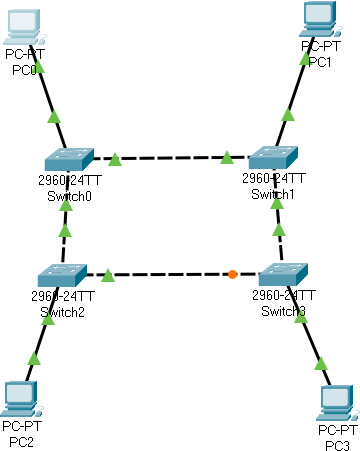 PC-PT
PC0
PC-PT
PC1
2960-24TT
Switch0
2960-24TT
Switch1
2960-24TT
Switch2
2960-24TT
Switch3
PC-PT
PC2
PC-PT
PC3